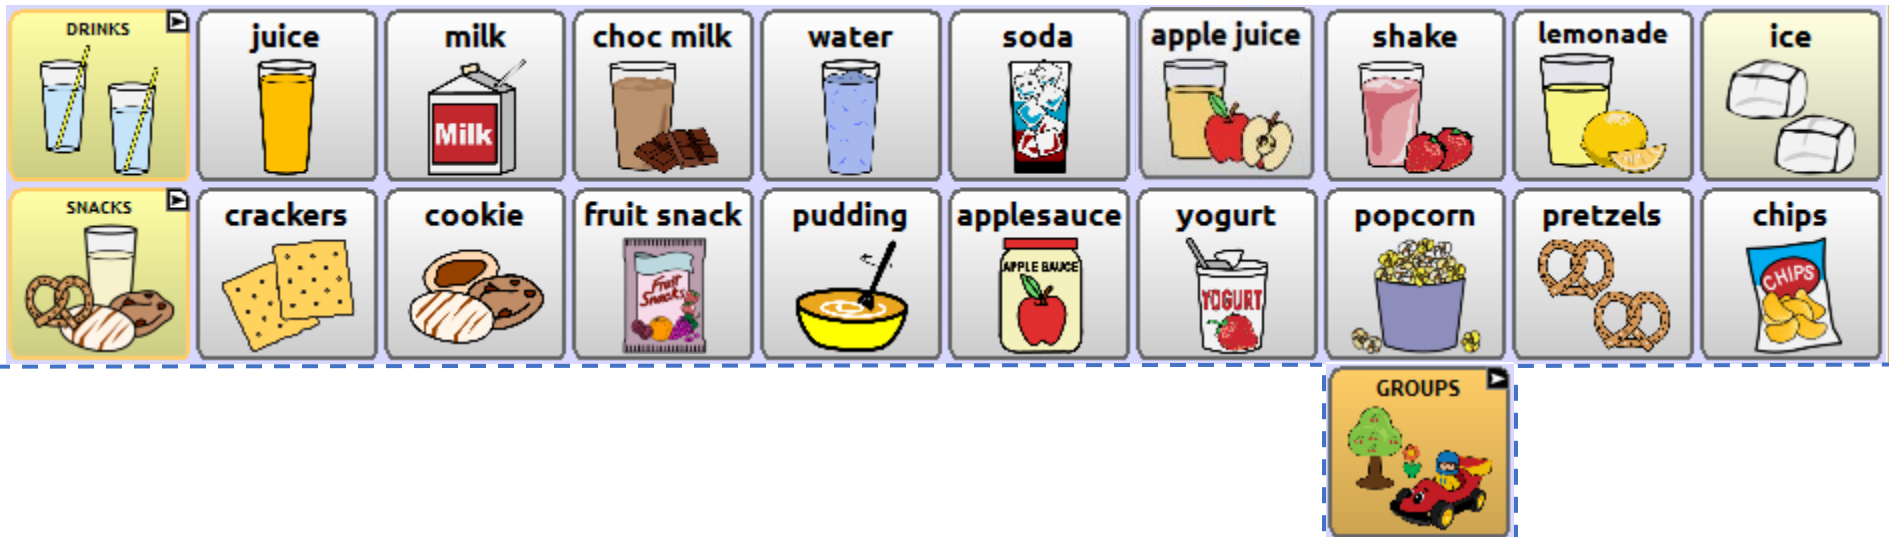 DRINKS
juice
milk
choc milk
water
soda
apple juice
shake
lemonade
ice
Milk
SNACKS
crackers
cookie
fruit snack
pudding
applesauce
yogurt
popcorn
pretzels
chips
Fruit
Snacks
APPLE SAUCE
YOGURT
CHIPS
GROUPS